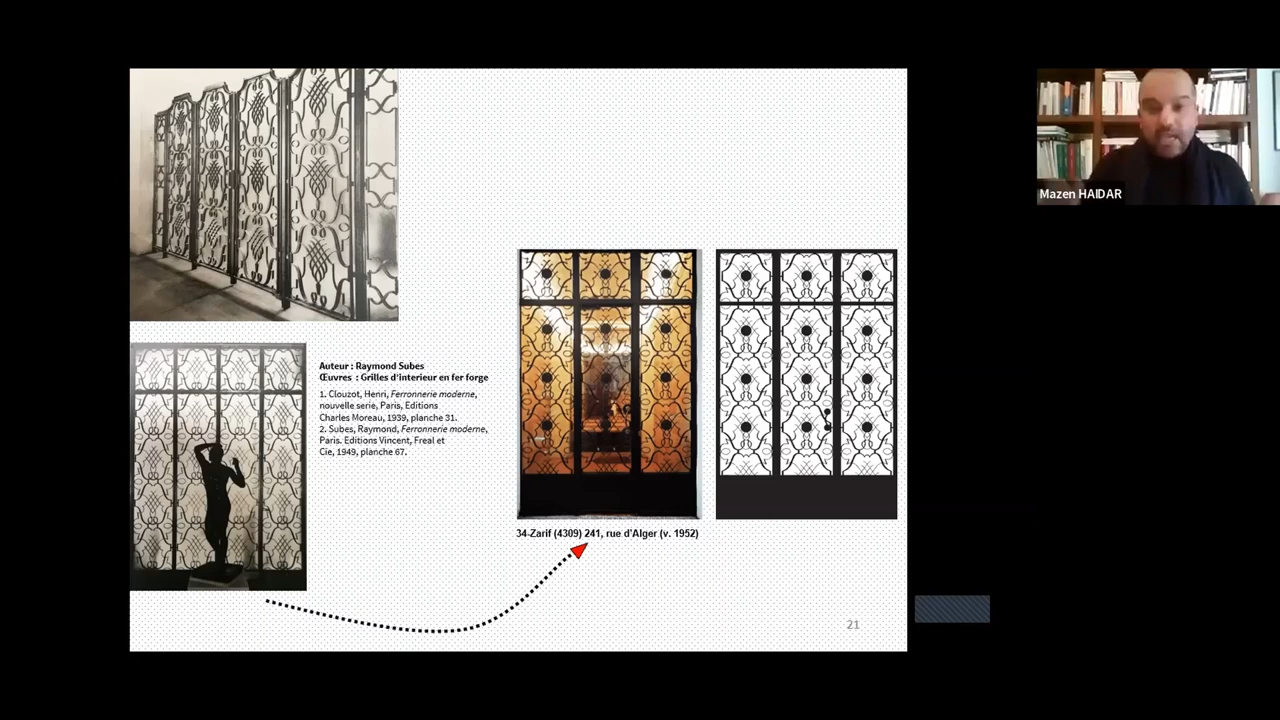 Mazen HAIDAR
Auteur : Raymond Subes
Œuvres : Grilles d'interieur en fer forge
1. Clouzot, Henri, Ferronnerie moderne,
nouvelle serie, Paris, Editions
Charles Moreau, 1939, planche 31.
2. Subes, Raymond, Ferronnerie moderne,
Paris. Editions Vincent, Freal et
Cie, 1949, planche 67.
34-Zarif (4309) 241, rue d'Alger (v. 1952)
21